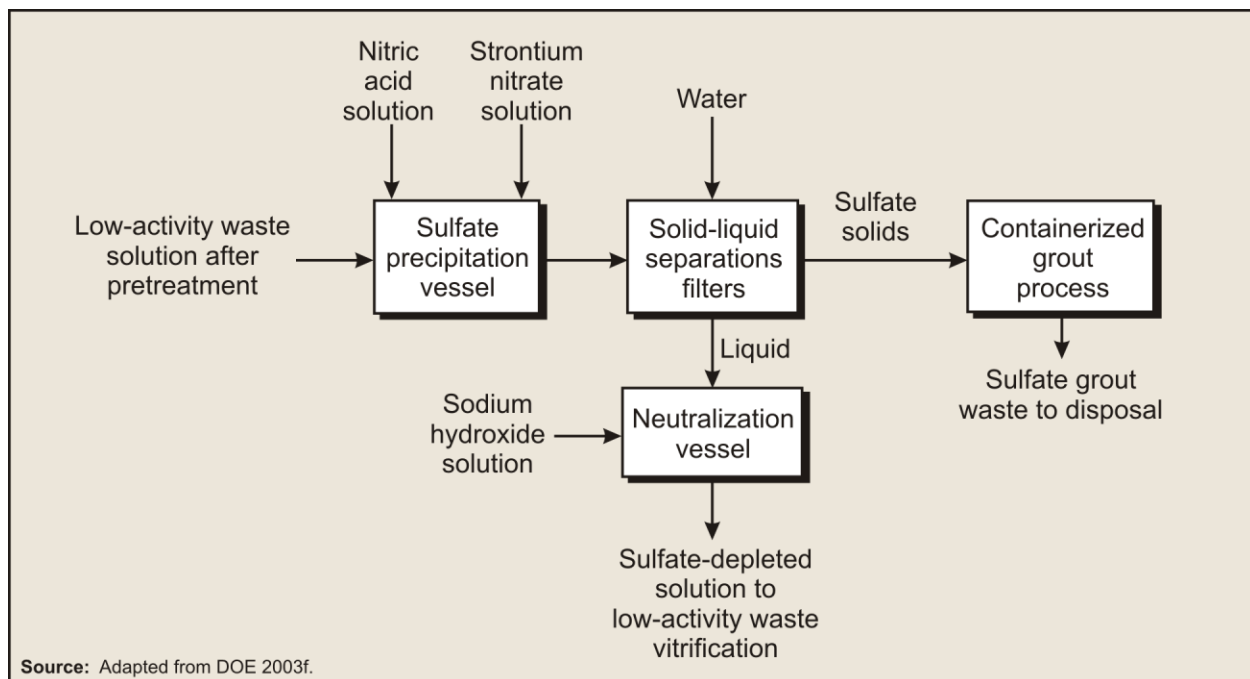 Nitric
acid
solution
Strontium
nitrate
solution
Water
Low-activity waste
solution after
pretreatment
Sulfate
precipitation
vessel
Solid-liquid
separations
filters
Sulfate
solids
Containerized
grout
process
Liquid
Sulfate grout
waste to disposal
Sodium
hydroxide
solution
Neutralization
vessel
Sulfate-depleted
solution to
low-activity waste
vitrification
Source: Adapted from DOE 2003f.